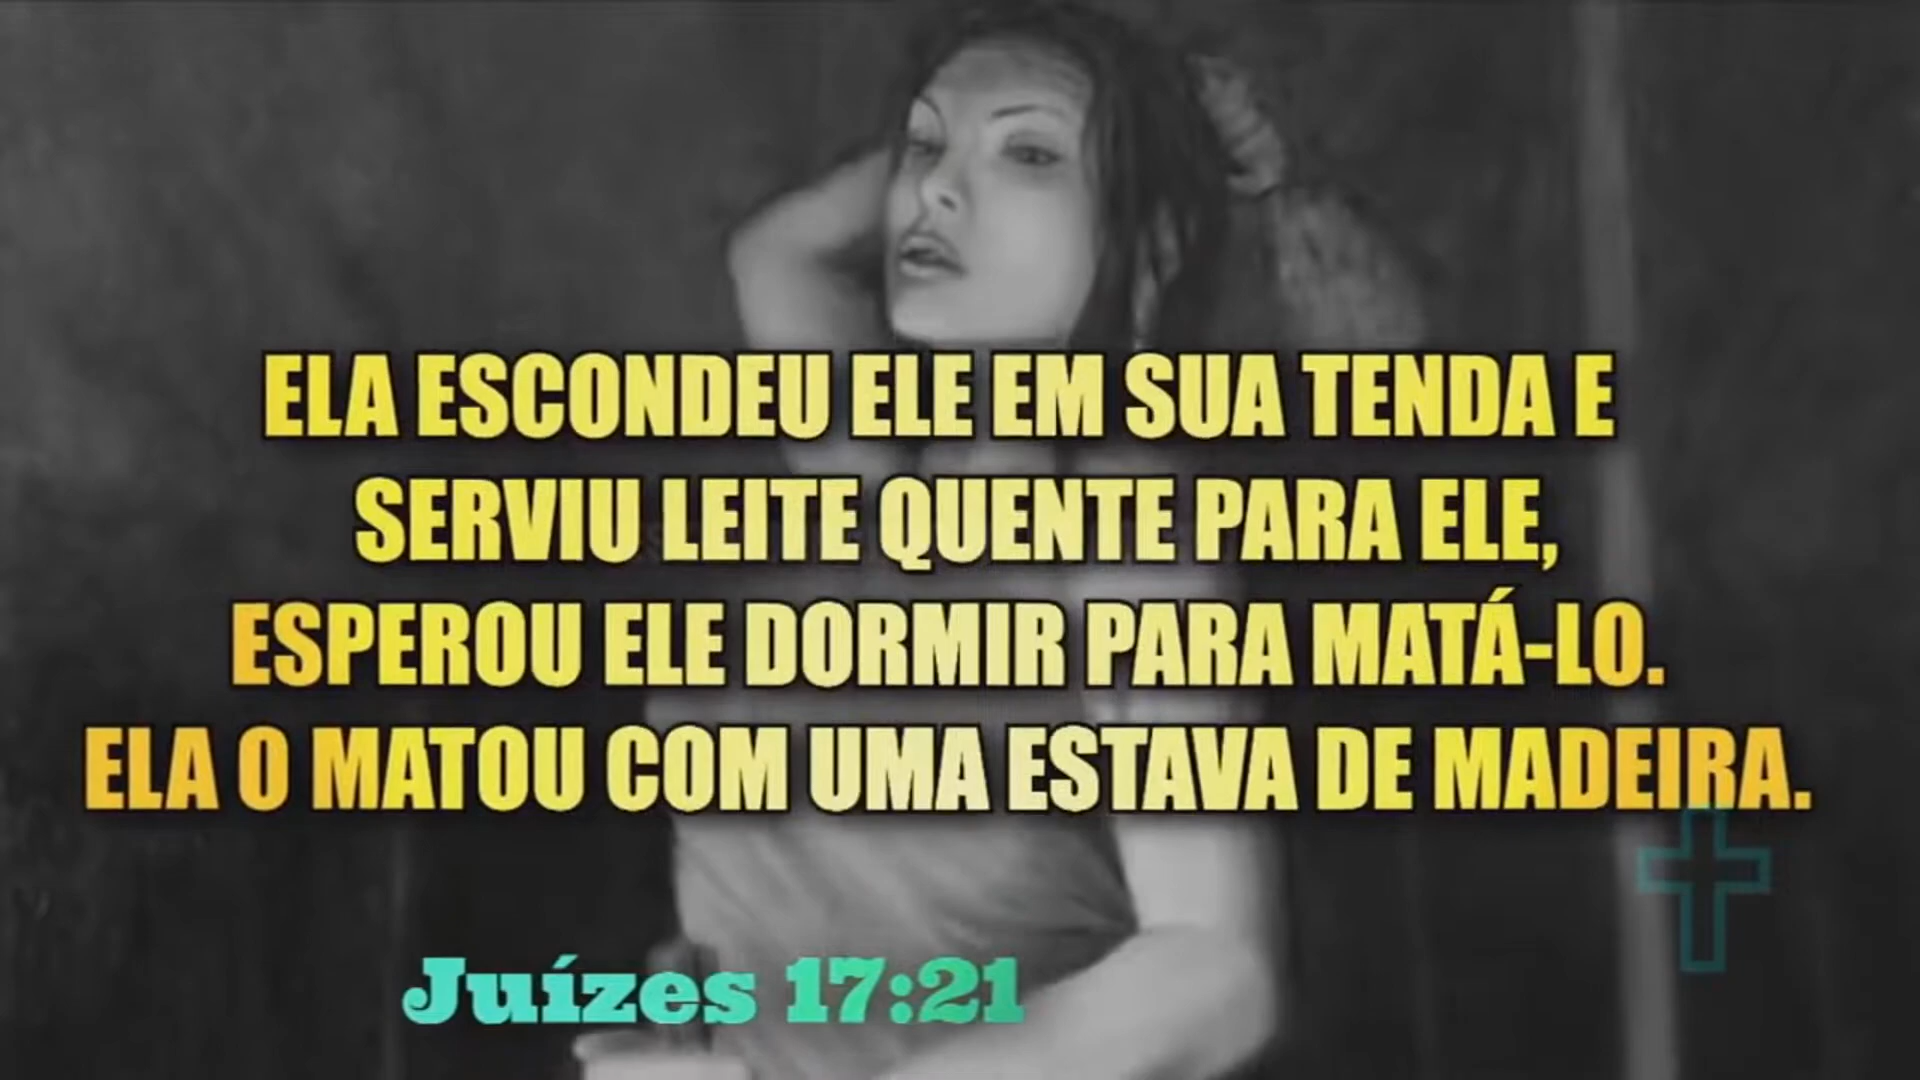 ELA ESCONDEU ELE EM SUA TENDA E
SERVIU LEITE QUENTE PARA ELE,
ESPEROU ELE DORMIR PARA MATÁ-LO.
ELA O MATOU COM UMA ESTAVA DE MADEIRA.
Juízes 17:21